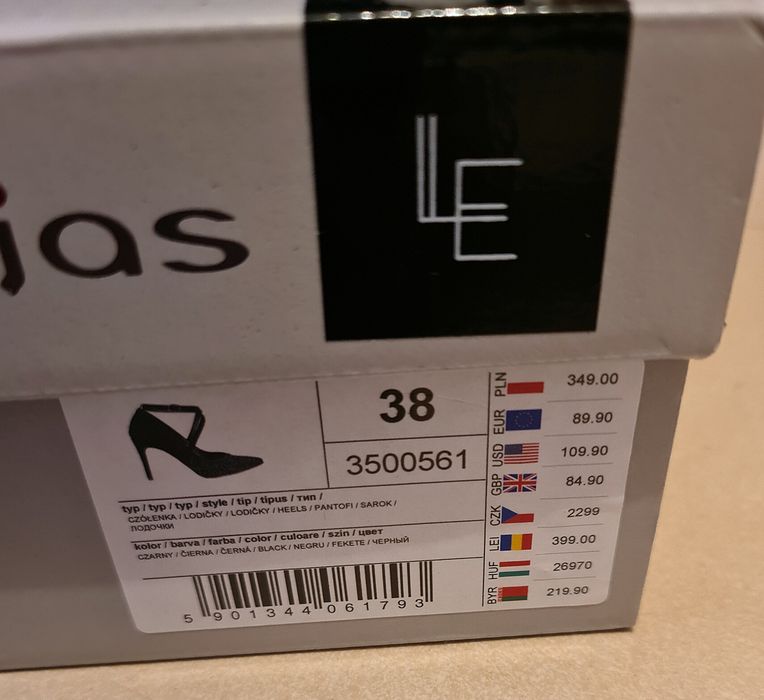 jas
LE
38
3500561
typ / typ / typ / style / tip / tipus / тип /
CZÓŁENKA / LODIČKY / LODIČKY / HEELS / PANTOFI / SAROK /
ЛОДОЧКИ
kolor / barva / farba / color / culoare / szin / цвет
CZARNY / ČIERNA / ČERNÁ / BLACK / NEGRU / FEKETE / ЧЕРНЫЙ
5 901344 061793
PLN 349.00
EUR 89.90
USD 109.90
GBP 84.90
CZK 2299
LEI 399.00
HUF 26970
BYR 219.90